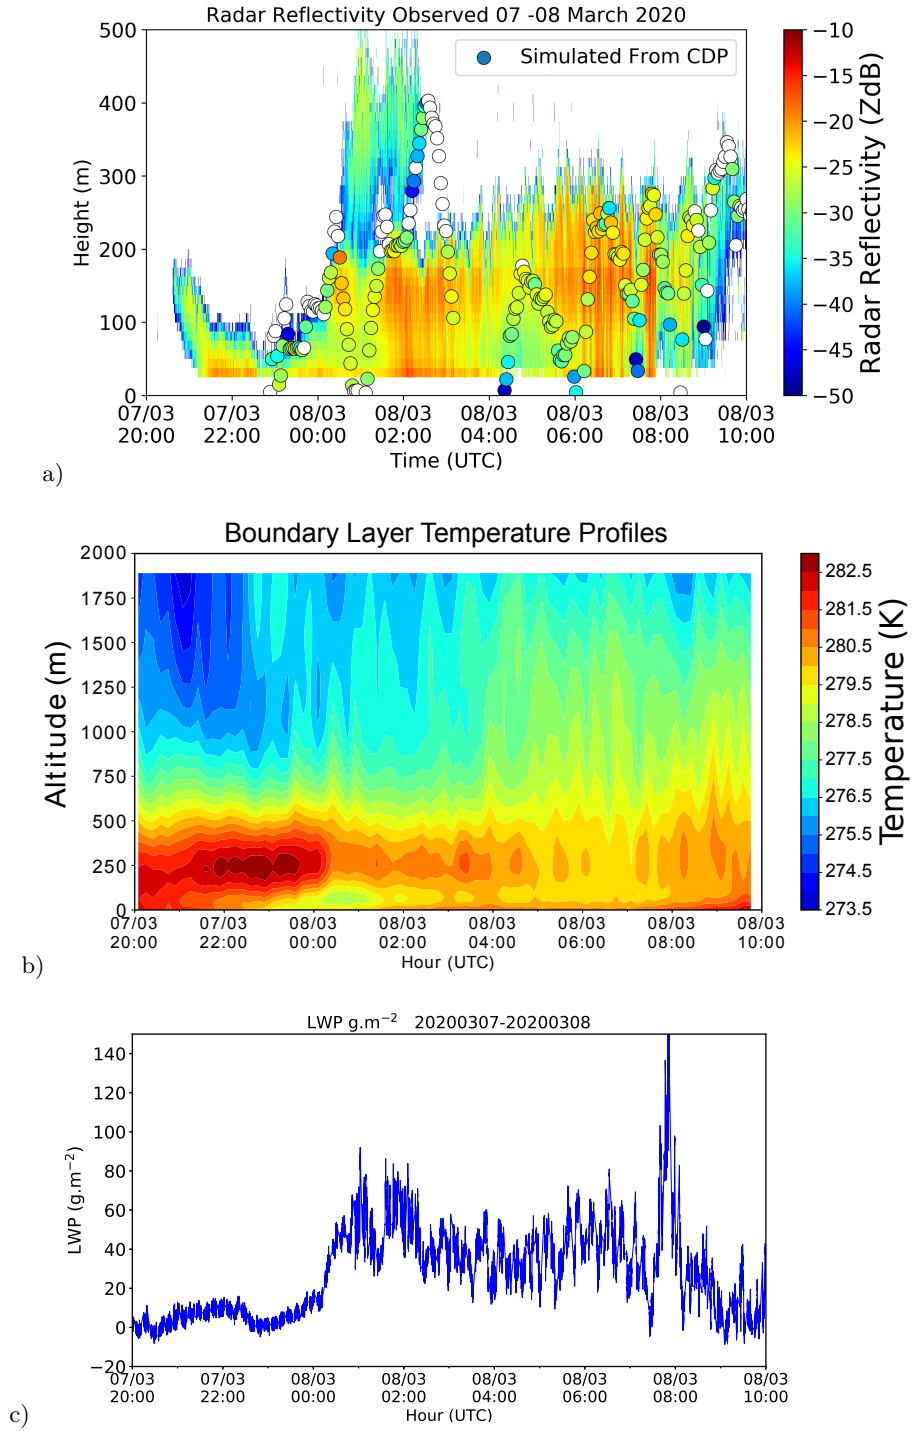 Radar Reflectivity Observed 07 -08 March 2020
Simulated From CDP
Height (m)
500
400
300
200
100
0
07/03 07/03 08/03 08/03 08/03 08/03 08/03 08/03
20:00 22:00 00:00 02:00 04:00 06:00 08:00 10:00
Time (UTC)
−10
−15
−20
−25
−30
−35
−40
−45
−50
Radar Reflectivity (ZdB)
a)
Boundary Layer Temperature Profiles
Altitude (m)
2000
1750
1500
1250
1000
750
500
250
0
07/03 07/03 08/03 08/03 08/03 08/03 08/03 08/03
20:00 22:00 00:00 02:00 04:00 06:00 08:00 10:00
Hour (UTC)
282.5
281.5
280.5
279.5
278.5
277.5
276.5
275.5
274.5
273.5
Temperature (K)
b)
LWP g.m−2 20200307-20200308
LWP (g.m−2)
140
120
100
80
60
40
20
0
−20
07/03 07/03 08/03 08/03 08/03 08/03 08/03 08/03
20:00 22:00 00:00 02:00 04:00 06:00 08:00 10:00
Hour (UTC)
c)